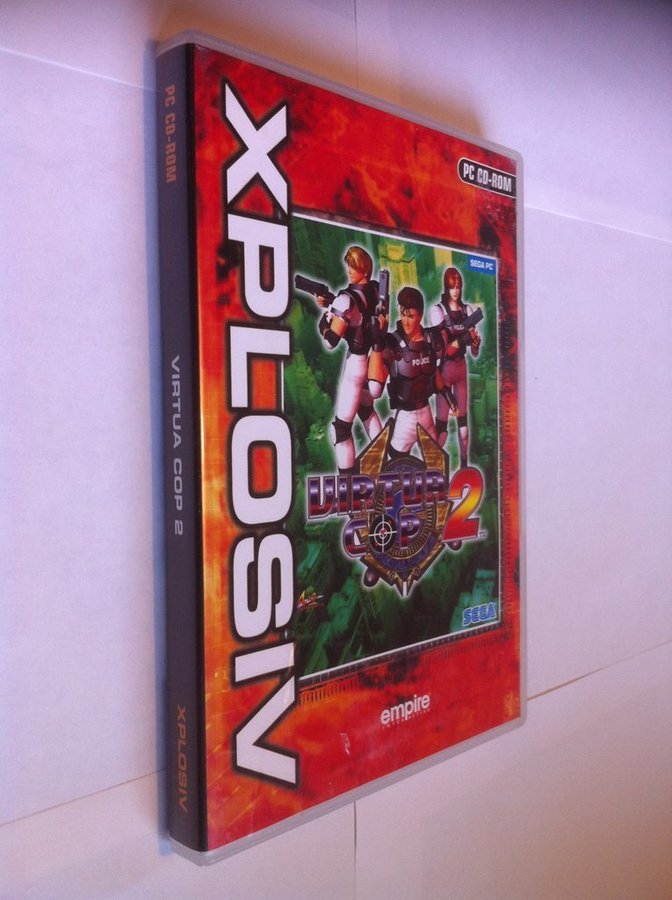 PC CD-ROM
VIRTUA COP 2
XPLOSIV
XPLOSIV
PC CD-ROM
SEGA PC
POLICE
VIRTUA
COP 2
SEGA
empire
INTERACTIVE